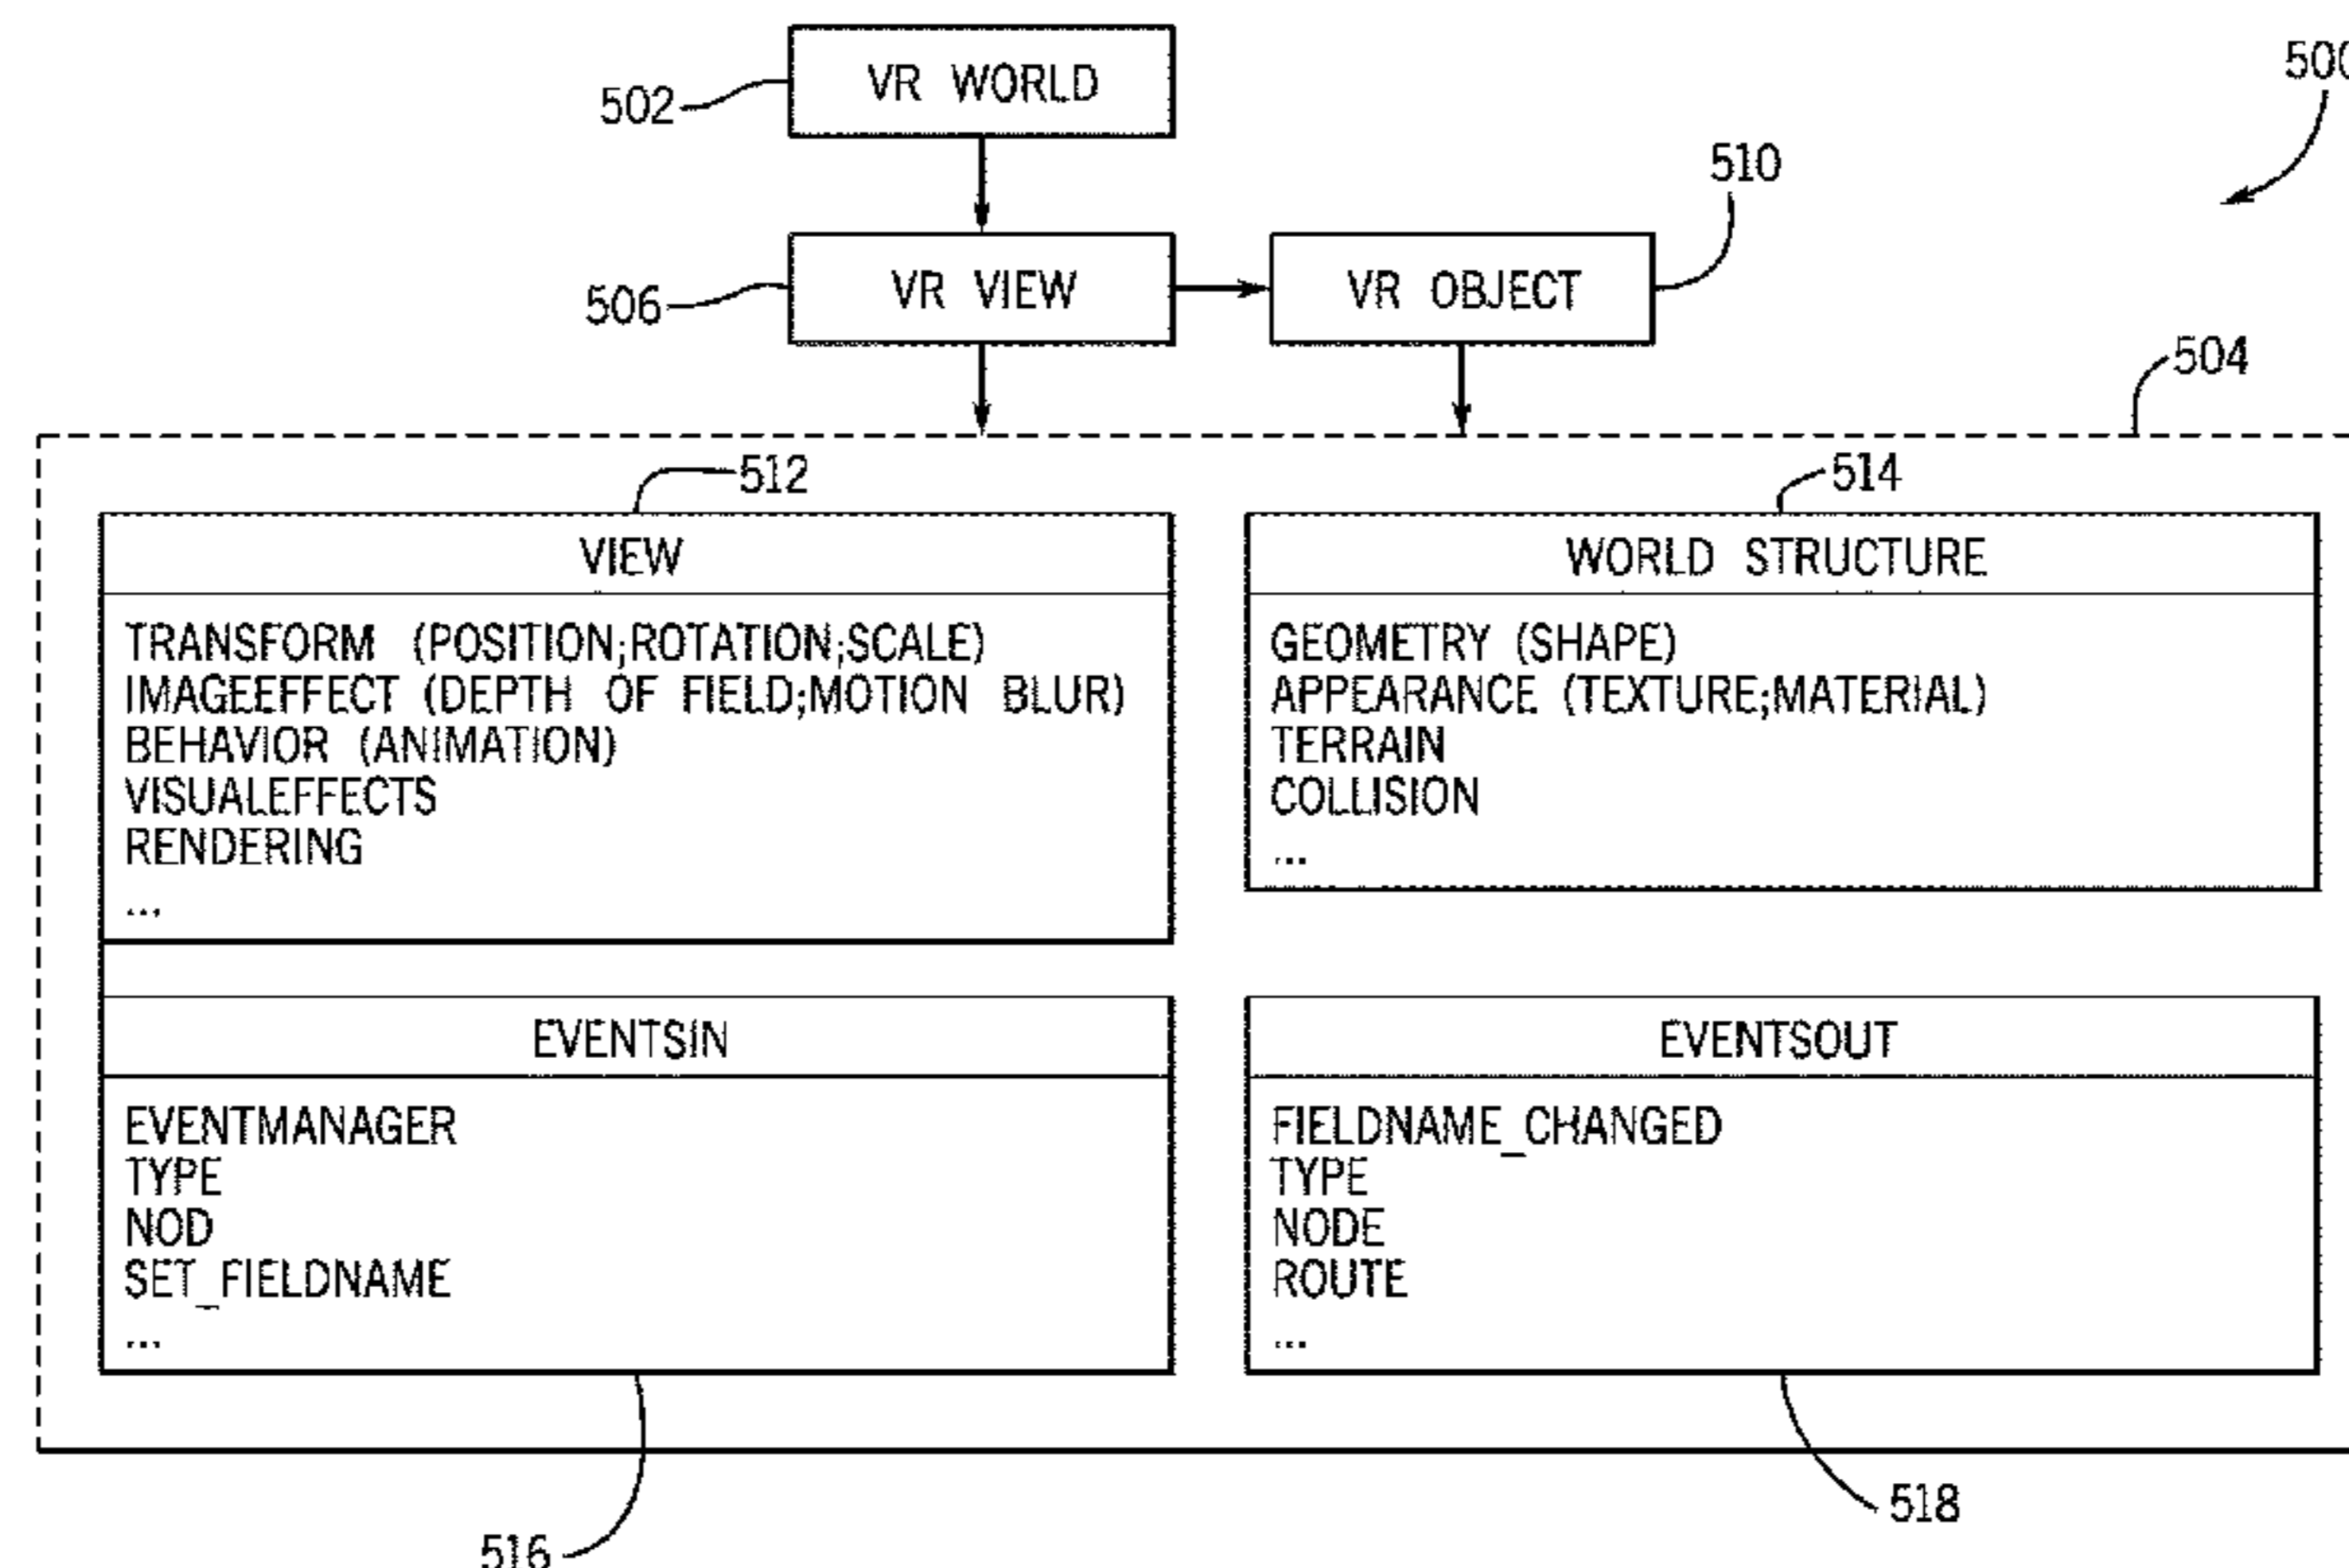 VR WORLD
502
500
510
VR VIEW
VR OBJECT
506
504
512
514
VIEW
TRANSFORM (POSITION;ROTATION;SCALE)
IMAGEEFFECT (DEPTH OF FIELD;MOTION BLUR)
BEHAVIOR (ANIMATION)
VISUALEFFECTS
RENDERING
...
WORLD STRUCTURE
GEOMETRY (SHAPE)
APPEARANCE (TEXTURE;MATERIAL)
TERRAIN
COLLISION
...
EVENTSIN
EVENTMANAGER
TYPE
NOD
SET_FIELDNAME
...
EVENTSOUT
FIELDNAME_CHANGED
TYPE
NODE
ROUTE
...
518
516